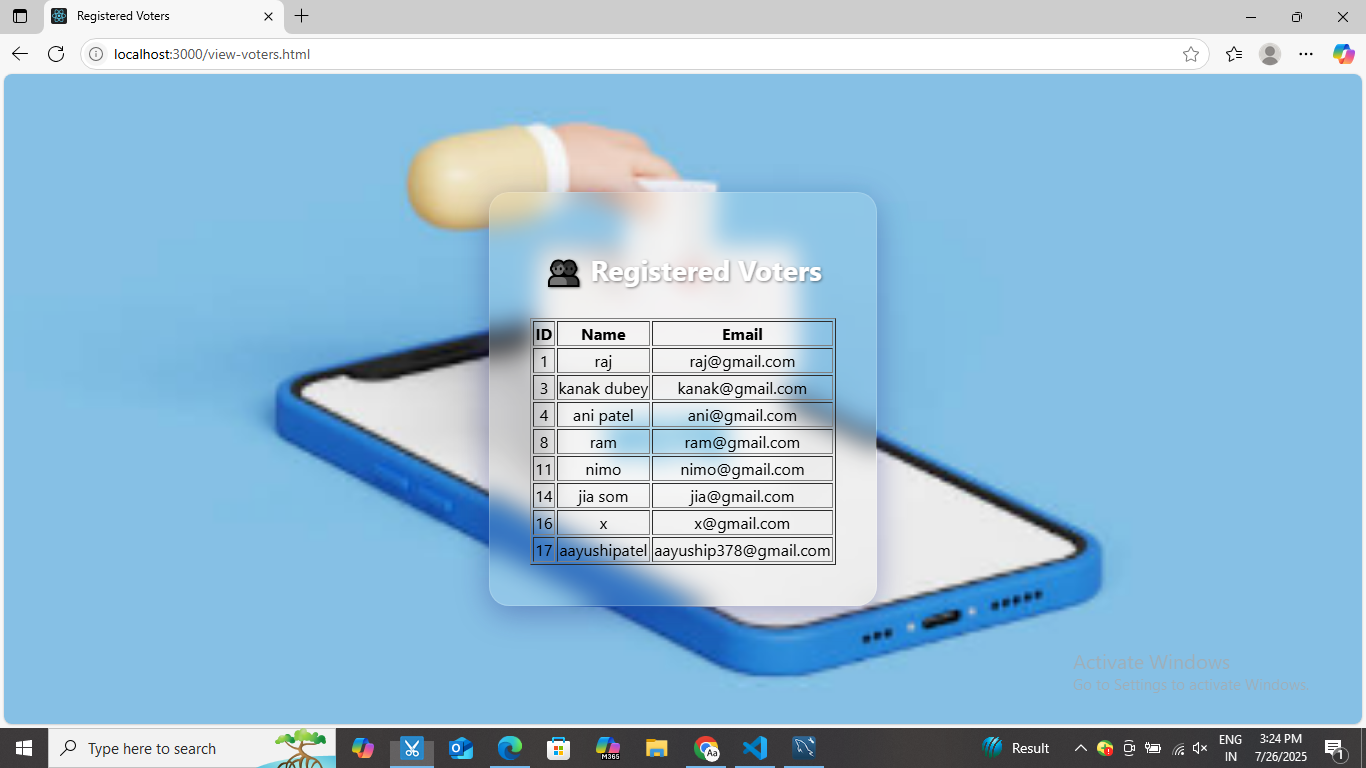 Registered Voters
localhost:3000/view-voters.html
Registered Voters
ID Name Email
1 raj raj@gmail.com
3 kanak dubey kanak@gmail.com
4 ani patel ani@gmail.com
8 ram ram@gmail.com
11 nimo nimo@gmail.com
14 jia som jia@gmail.com
16 x x@gmail.com
17 aayushipatel aayuship378@gmail.com
Activate Windows
Go to Settings to activate Windows.
Type here to search
M365
Aa
Result
ENG
IN
3:24 PM
7/26/2025
1